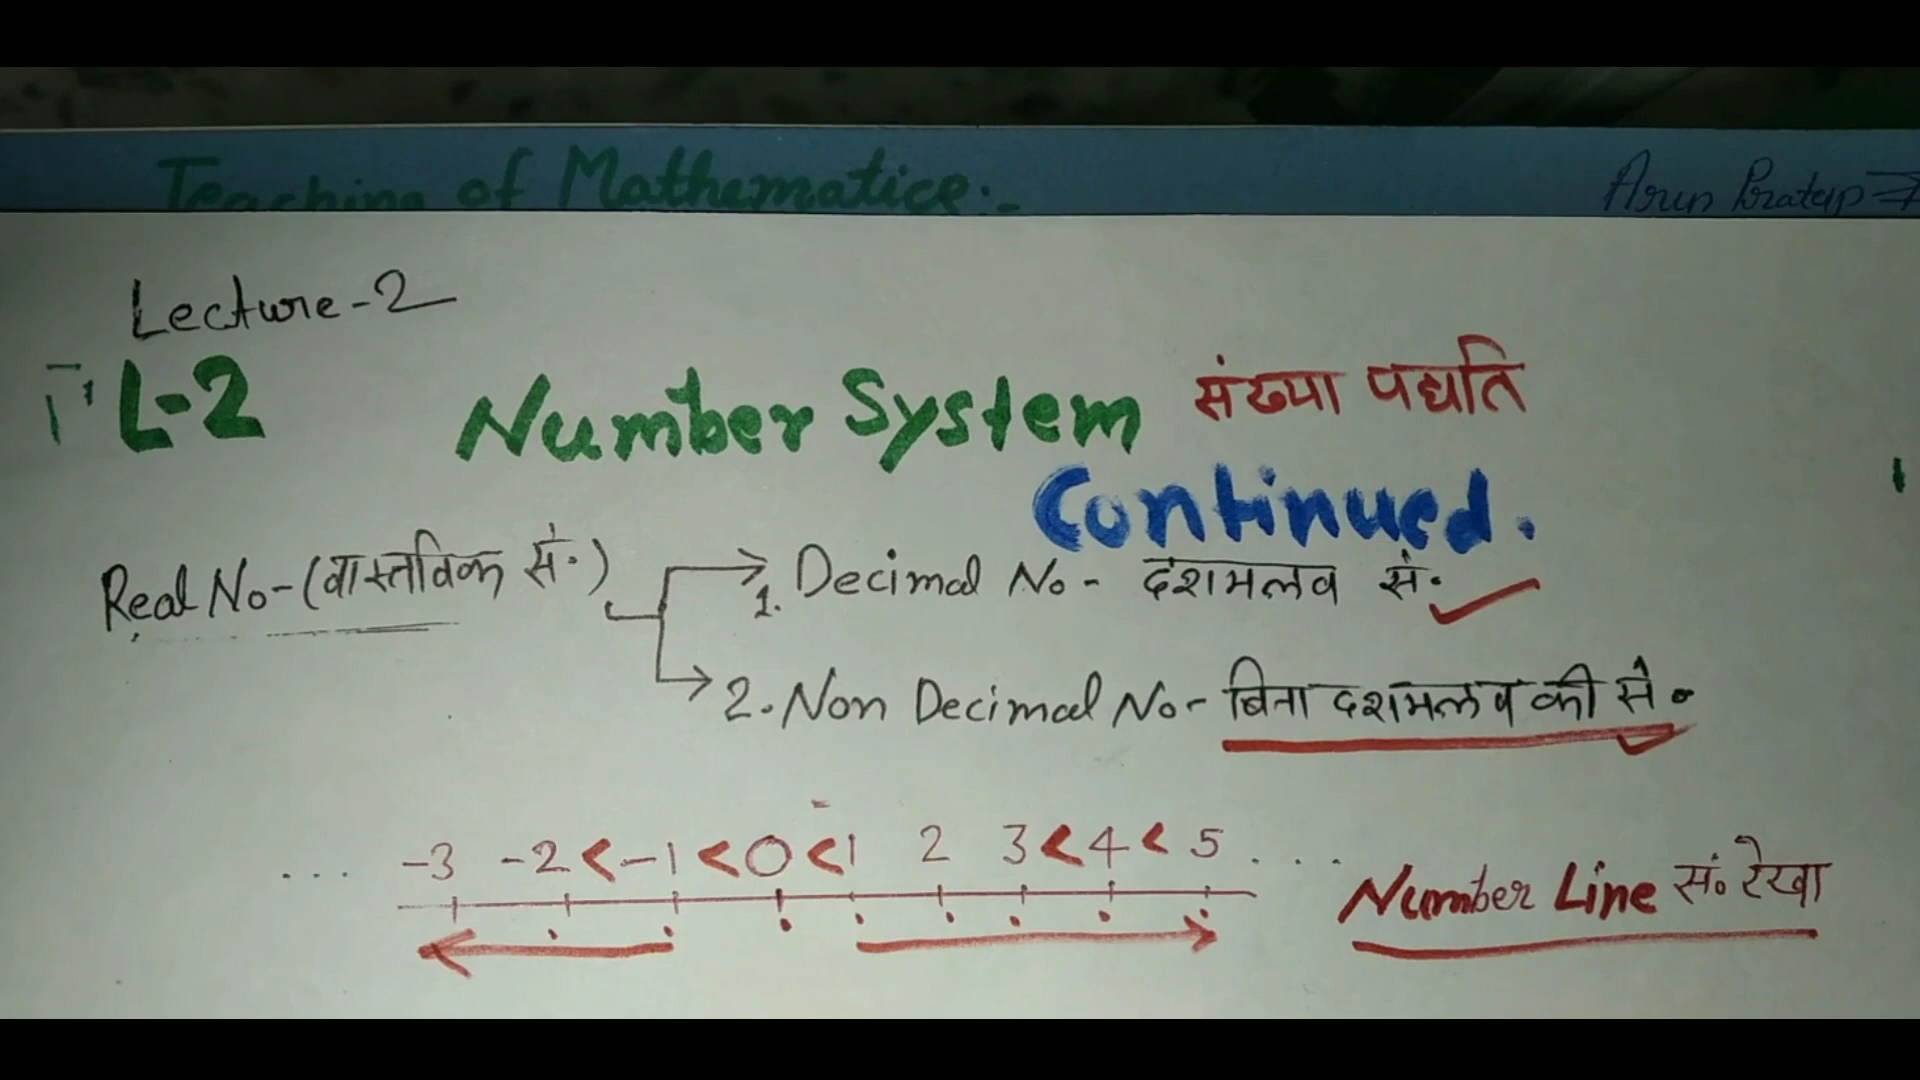 Teaching of Mathematics:-
Arun Pratap
Lecture-2
L-2 Number System संख्या पद्यति
Continued.
Real No-(वास्तविक सं॰)
1. Decimal No- दशमलव सं॰
2. Non Decimal No- बिना दशमलव की सं॰
... -3 -2 < -1 < 0 < 1 2 3 < 4 < 5 ....
Number Line सं॰ रेखा